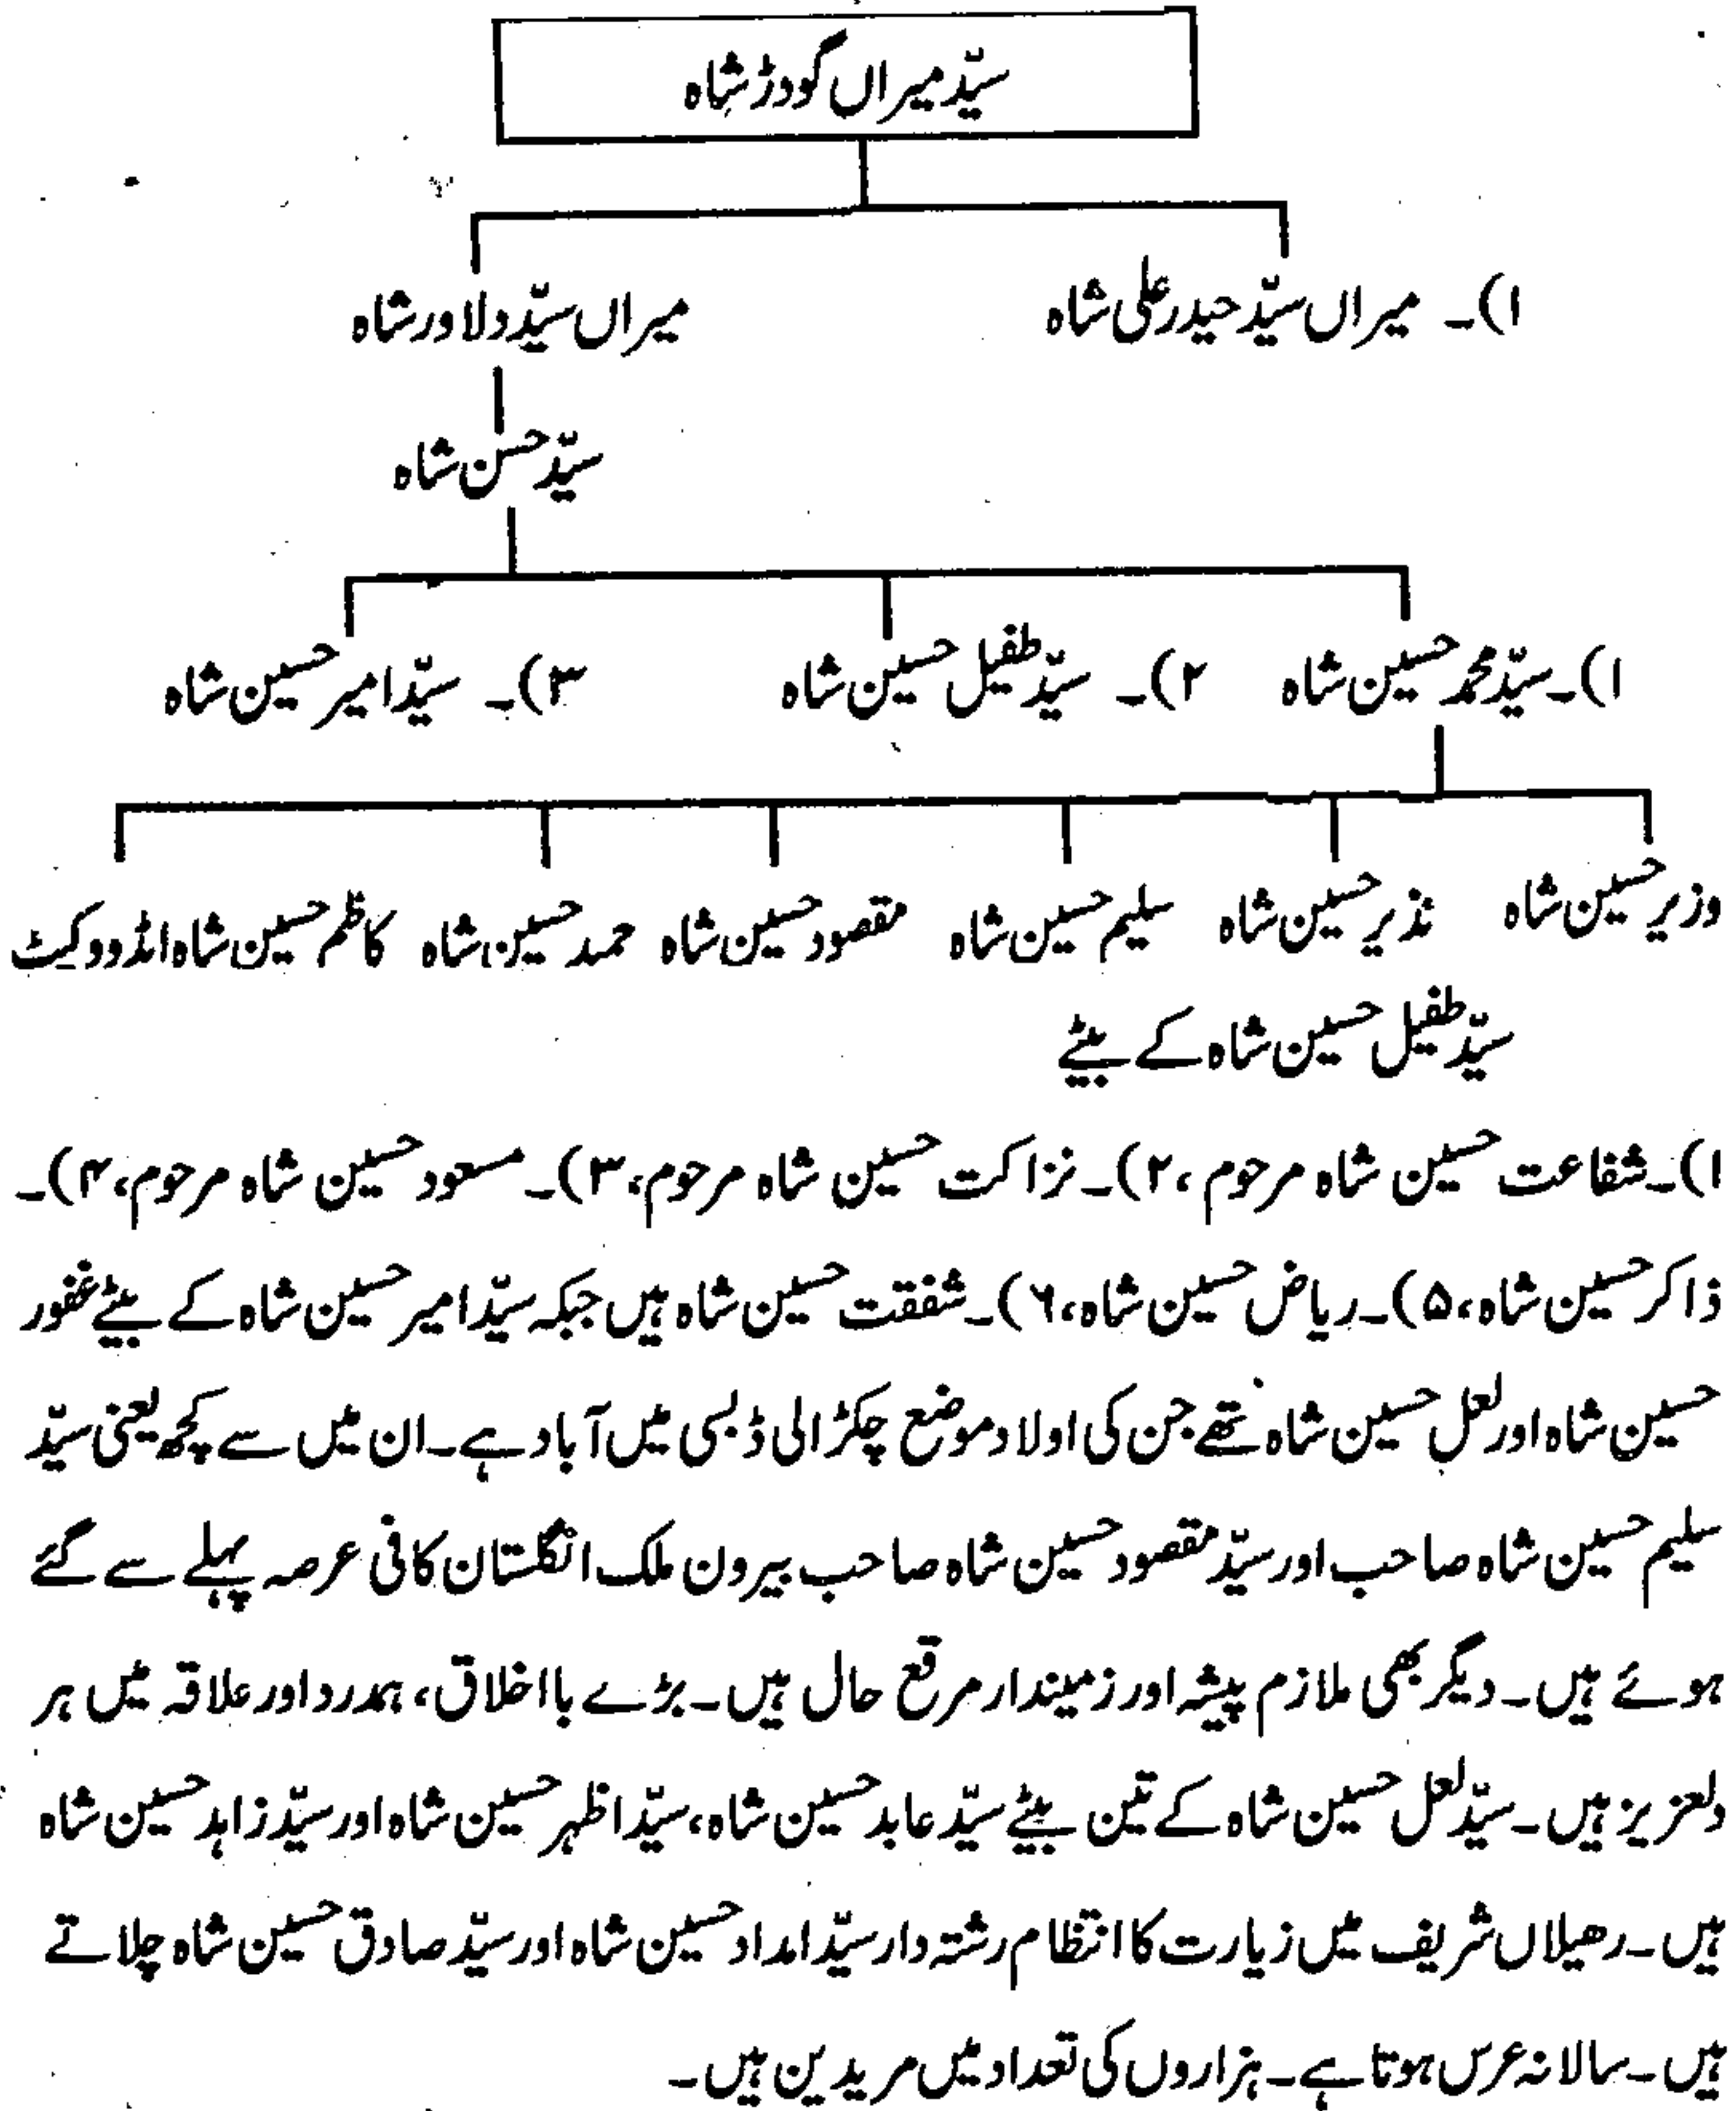 سیّد میراں گودڑ شاہ
۱)۔ میراں سیّد حیدر علی شاہ میراں سیّد دلاور شاہ
سیّد حسن شاہ
۱)۔ سیّد محمد حسین شاہ ۲)۔ سیّد طفیل حسین شاہ ۳)۔ سیّد امیر حسین شاہ
وزیر حسین شاہ نذیر حسین شاہ سلیم حسین شاہ مقصود حسین شاہ حمد حسین شاہ کاظم حسین شاہ اڈووکیٹ
سیّد طفیل حسین شاہ کے بیٹے
۱)۔ شفاعت حسین شاہ مرحوم، ۲)۔ نزاکت حسین شاہ مرحوم، ۳)۔ مسعود حسین شاہ مرحوم، ۴)۔
ذاکر حسین شاہ، ۵)۔ ریاض حسین شاہ، ۶)۔ شفقت حسین شاہ ہیں جبکہ سیّد امیر حسین شاہ کے بیٹے غفور
حسین شاہ اور لعل حسین شاہ تھے جن کی اولاد موضع چکڑالی ڈبسی میں آباد ہے۔ ان میں سے کچھ یعنی سیّد
سلیم حسین شاہ صاحب اور سیّد مقصود حسین شاہ صاحب بیرون ملک انگلستان کافی عرصہ پہلے سے گئے
ہوئے ہیں۔ دیگر بھی ملازم پیشہ اور زمیندار مرقع حال ہیں۔ بڑے بااخلاق، ہمدرد اور علاقہ میں ہر
دلعزیز ہیں۔ سیّد لعل حسین شاہ کے تین بیٹے سیّد عابد حسین شاہ، سیّد اظہر حسین شاہ اور سیّد زاہد حسین شاہ
ہیں۔ رھیلاں شریف میں زیارت کا انتظام رشتہ دار سیّد امداد حسین شاہ اور سیّد صادق حسین شاہ چلاتے
ہیں۔ سالانہ عرس ہوتا ہے۔ ہزاروں کی تعداد میں مریدین ہیں۔